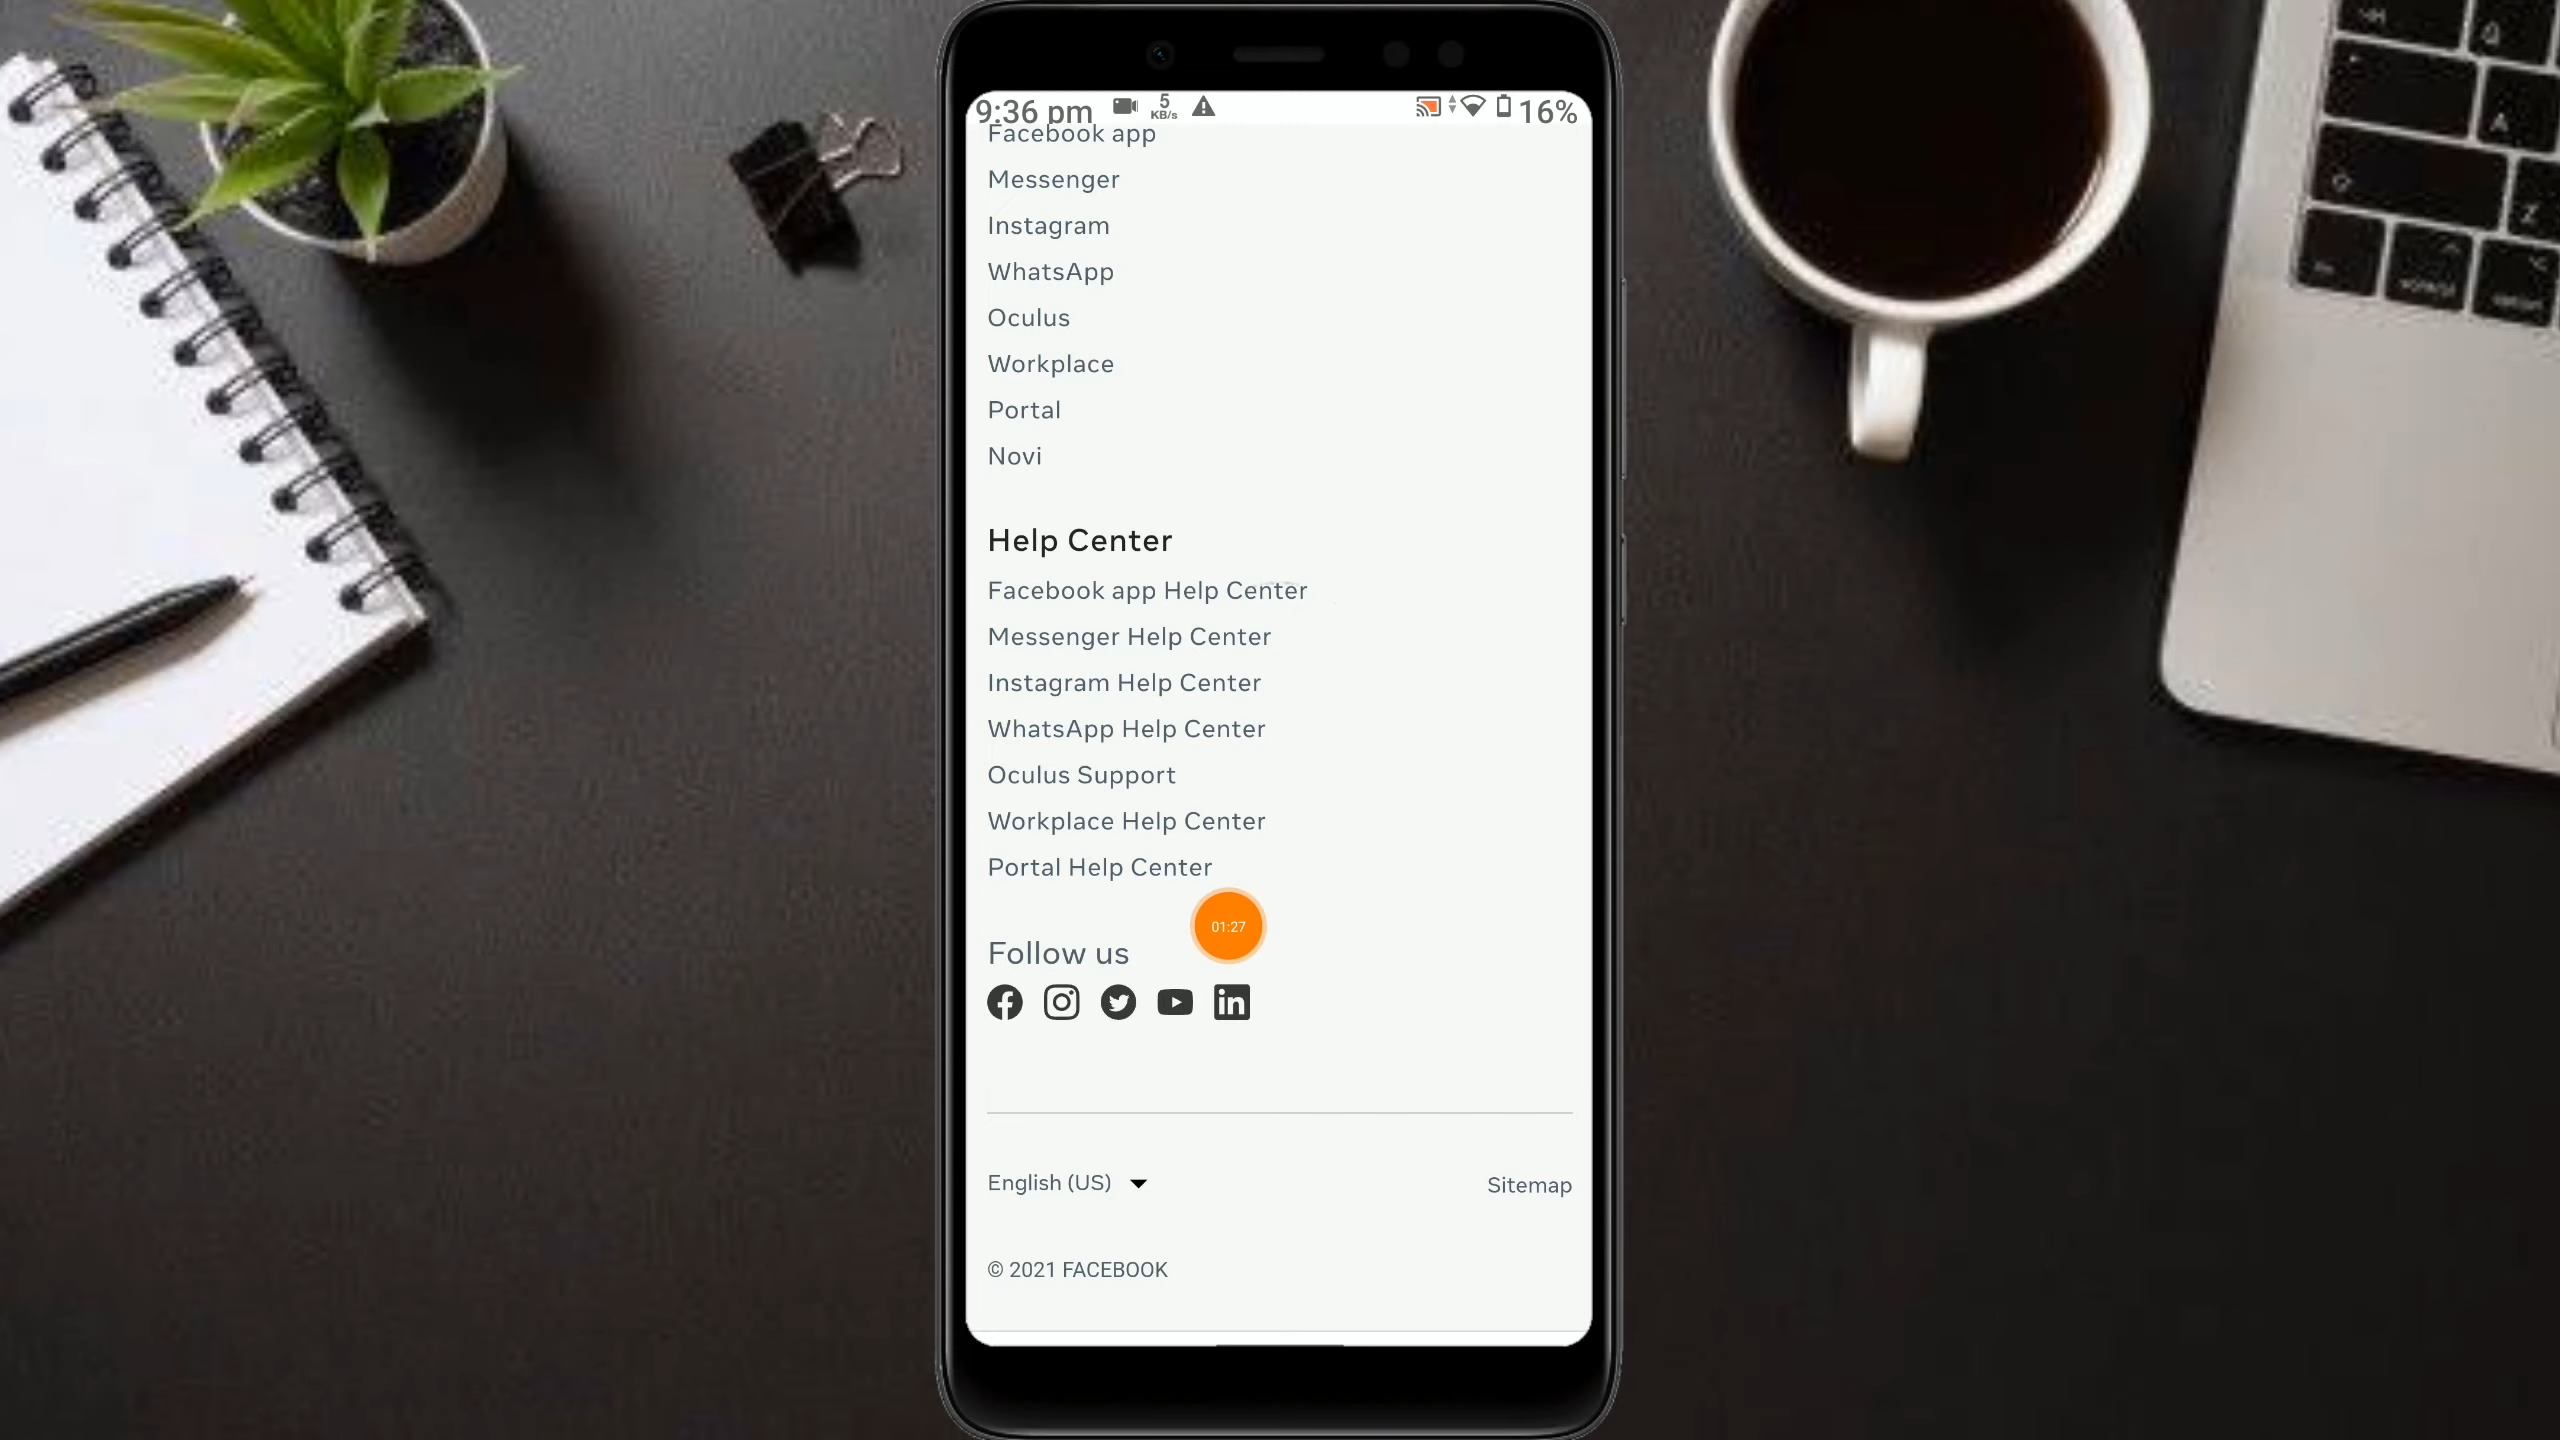 9:36 pm 5 KB/s 16%
Facebook app
Messenger
Instagram
WhatsApp
Oculus
Workplace
Portal
Novi
Help Center
Facebook app Help Center
Messenger Help Center
Instagram Help Center
WhatsApp Help Center
Oculus Support
Workplace Help Center
Portal Help Center
01:27
Follow us
English (US)
Sitemap
© 2021 FACEBOOK